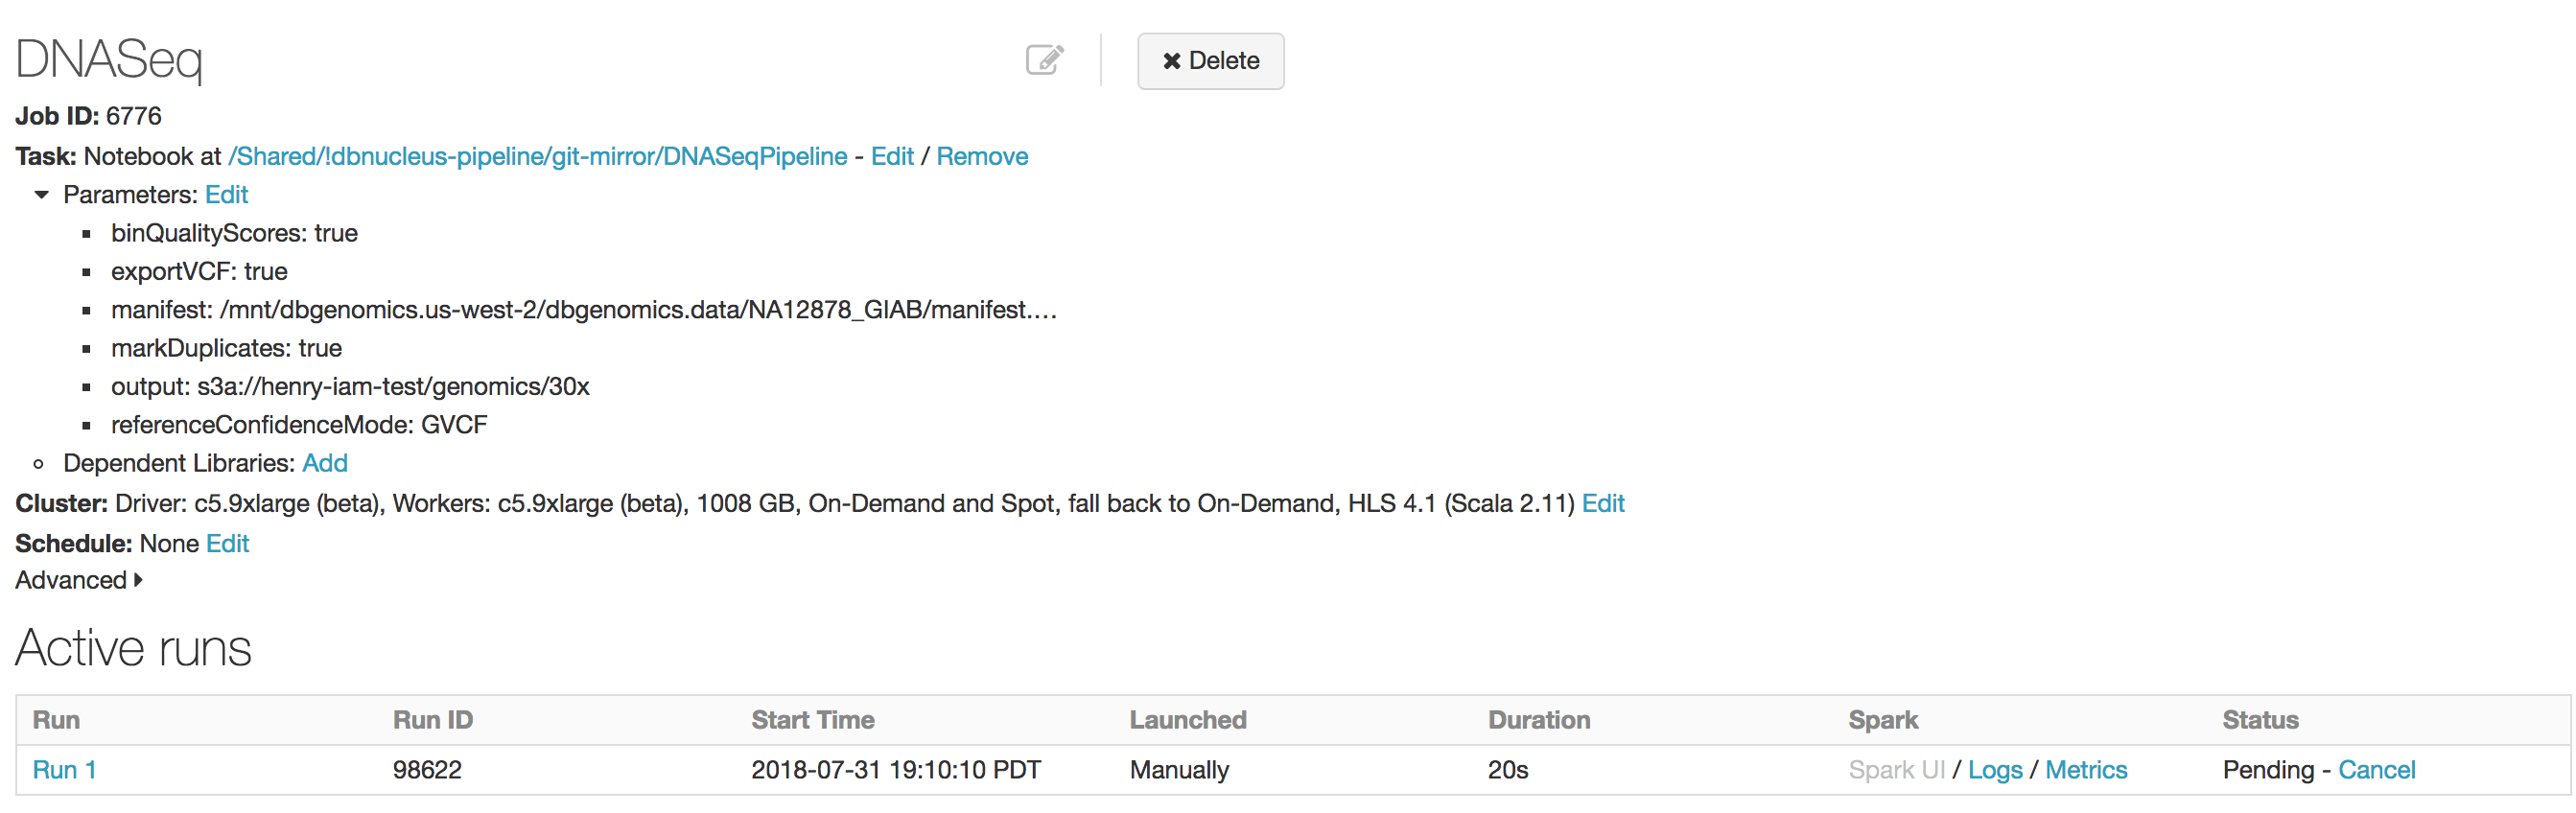 DNASeq
Delete
Job ID: 6776
Task: Notebook at /Shared/!dbnucleus-pipeline/git-mirror/DNASeqPipeline - Edit / Remove
Parameters: Edit
binQualityScores: true
exportVCF: true
manifest: /mnt/dbgenomics.us-west-2/dbgenomics.data/NA12878_GIAB/manifest.…
markDuplicates: true
output: s3a://henry-iam-test/genomics/30x
referenceConfidenceMode: GVCF
Dependent Libraries: Add
Cluster: Driver: c5.9xlarge (beta), Workers: c5.9xlarge (beta), 1008 GB, On-Demand and Spot, fall back to On-Demand, HLS 4.1 (Scala 2.11) Edit
Schedule: None Edit
Advanced
Active runs
Run Run ID Start Time Launched Duration Spark Status
Run 1 98622 2018-07-31 19:10:10 PDT Manually 20s Spark UI / Logs / Metrics Pending - Cancel